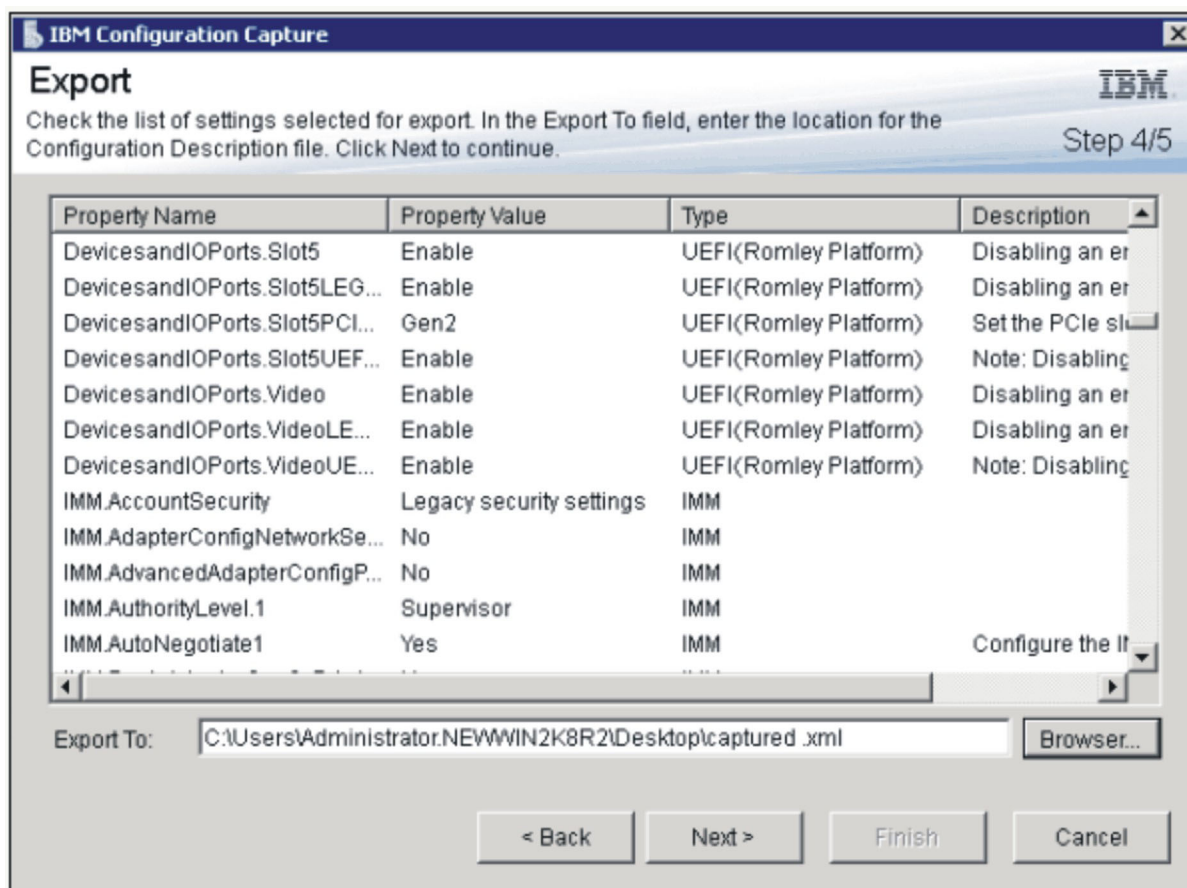 IBM Configuration Capture
Export
IBM
Check the list of settings selected for export. In the Export To field, enter the location for the
Configuration Description file. Click Next to continue.
Step 4/5
Property Name Property Value Type Description
DevicesandIOPorts.Slot5 Enable UEFI(Romley Platform) Disabling an er
DevicesandIOPorts.Slot5LEG... Enable UEFI(Romley Platform) Disabling an er
DevicesandIOPorts.Slot5PCI... Gen2 UEFI(Romley Platform) Set the PCIe sl
DevicesandIOPorts.Slot5UEF... Enable UEFI(Romley Platform) Note: Disabling
DevicesandIOPorts.Video Enable UEFI(Romley Platform) Disabling an er
DevicesandIOPorts.VideoLE... Enable UEFI(Romley Platform) Disabling an er
DevicesandIOPorts.VideoUE... Enable UEFI(Romley Platform) Note: Disabling
IMM.AccountSecurity Legacy security settings IMM
IMM.AdapterConfigNetworkSe... No IMM
IMM.AdvancedAdapterConfigP... No IMM
IMM.AuthorityLevel.1 Supervisor IMM
IMM.AutoNegotiate1 Yes IMM Configure the
Export To: C:\Users\Administrator.NEWWIN2K8R2\Desktop\captured .xml Browser...
< Back Next > Finish Cancel